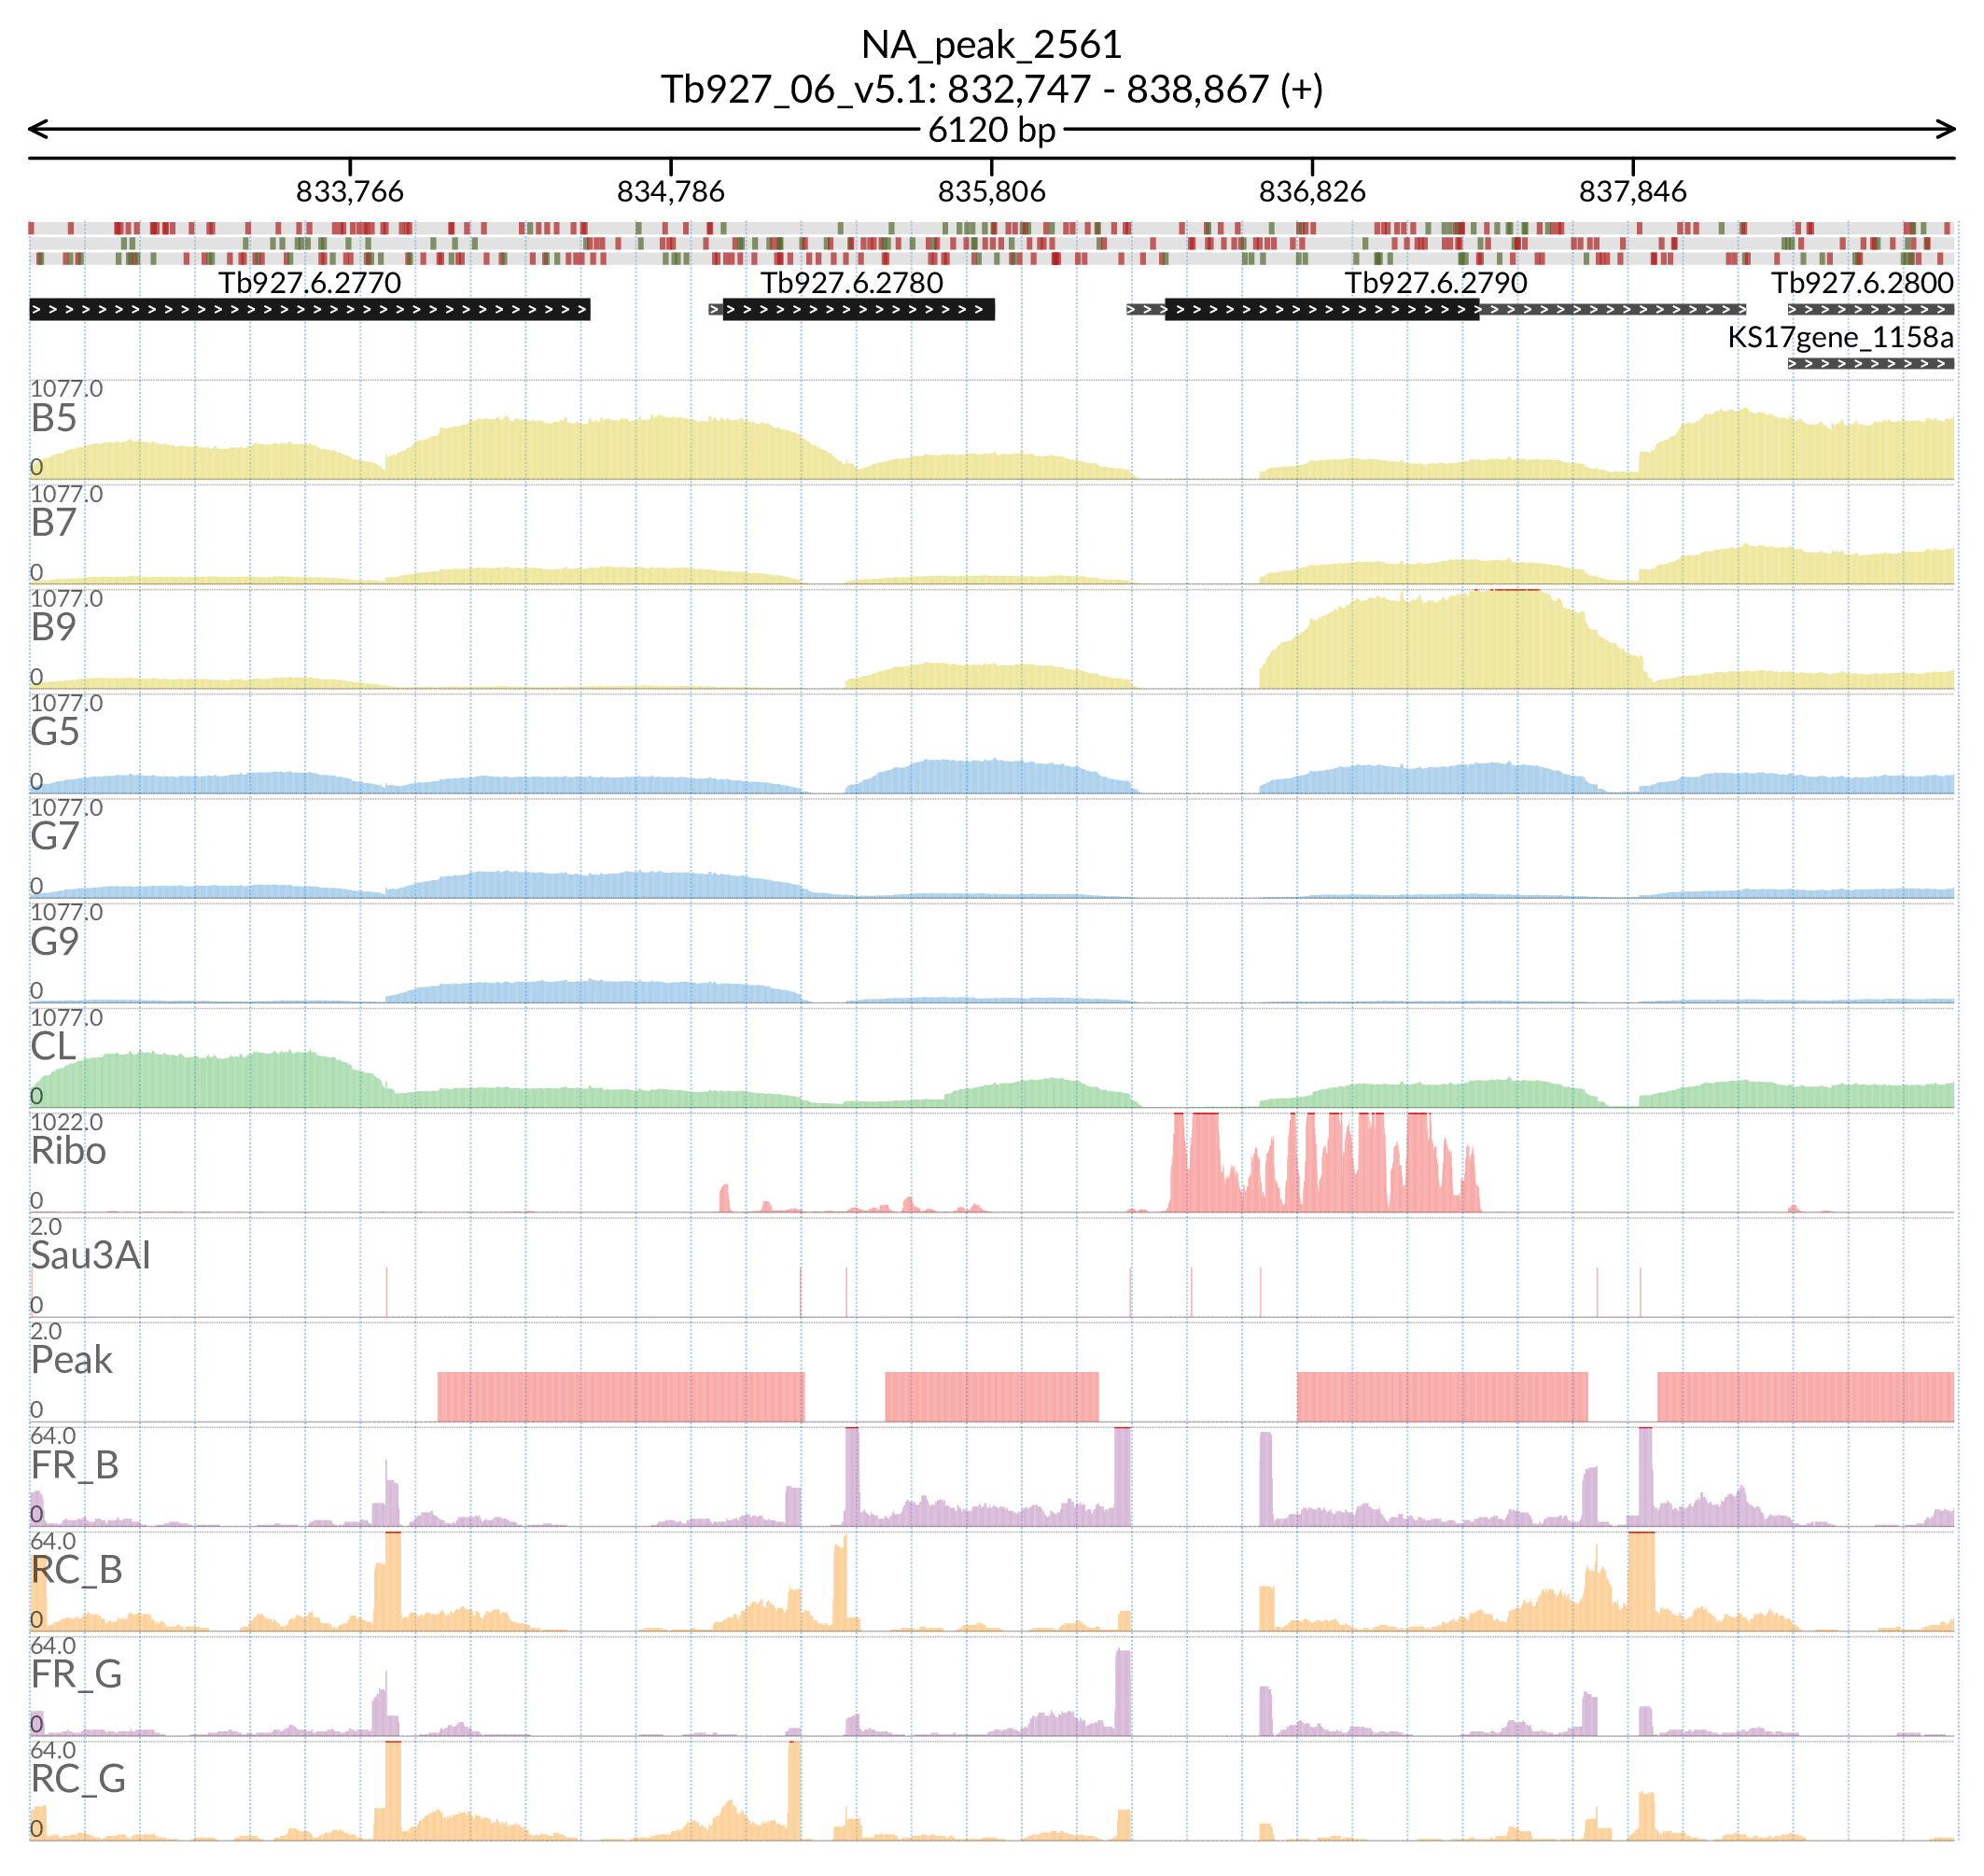 NA_peak_2561
Tb927_06_v5.1: 832,747 - 838,867 (+)
6120 bp
833,766 834,786 835,806 836,826 837,846
Tb927.6.2770 Tb927.6.2780 Tb927.6.2790 Tb927.6.2800
KS17gene_1158a
1077.0
B5
0
1077.0
B7
0
1077.0
B9
0
1077.0
G5
0
1077.0
G7
0
1077.0
G9
0
1077.0
CL
0
1022.0
Ribo
0
2.0
Sau3AI
0
2.0
Peak
0
64.0
FR_B
0
64.0
RC_B
0
64.0
FR_G
0
64.0
RC_G
0